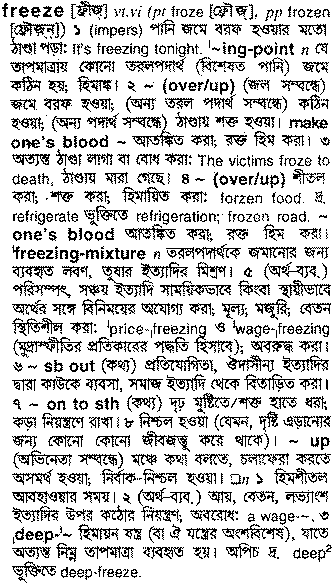 freeze [ফ্রীজ্] vt.vi (pt froze [ফ্রৌজ্], pp frozen
[ফ্রৌজ্ন্]) ১ (impers) পানি জমে বরফ হওয়ার মতো
ঠাণ্ডা পড়া: It's freezing tonight. '~ing-point n যে
তাপমাত্রায় কোনো তরলপদার্থ (বিশেষত পানি) জমে
কঠিন হয়; হিমাঙ্ক। ২ ~ (over/up) (জল সম্বন্ধে)
জমে বরফ হওয়া; (অন্য তরল পদার্থ সম্বন্ধে) কঠিন
হওয়া; (অন্য পদার্থ সম্বন্ধে) ঠাণ্ডায় শক্ত হওয়া। make
one's blood ~ আতঙ্কিত করা; রক্ত হিম করা। ৩
অত্যন্ত ঠাণ্ডা লাগা বা বোধ করা: The victims froze to
death, ঠাণ্ডায় মারা গেছে। ৪ ~ (over/up) শীতল
করা; শক্ত করা; হিমায়িত করা: forzen food. দ্র.
refrigerate ভুক্তিতে refrigeration; frozen road. ~
one's blood আতঙ্কিত করা; রক্ত হিম করা।
'freezing-mixture n তরলপদার্থকে জমানোর জন্য
ব্যবহৃত লবণ, তুষার ইত্যাদির মিশ্রণ। ৫ (অর্থ-ব্যব.)
পরিসম্পৎ, সঞ্চয় ইত্যাদি সাময়িকভাবে কিংবা স্থায়ীভাবে
অর্থের সঙ্গে বিনিময়ের অযোগ্য করা; মূল্য, মজুরি, বেতন
স্থিতিশীল করা: 'price-ˌfreezing ও 'wage-ˌfreezing
(মুদ্রাস্ফীতির প্রতিকারের পদ্ধতি হিসাবে); অবরুদ্ধ করা।
৬ ~ sb out (কথ্য) প্রতিযোগিতা, ঔদাসীন্য ইত্যাদির
দ্বারা কাউকে ব্যবসা, সমাজ ইত্যাদি থেকে বিতাড়িত করা।
৭ ~ on to sth (কথ্য) দৃঢ় মুষ্টিতে/শক্ত হাতে ধরা;
কড়া নিয়ন্ত্রণে রাখা। ৮ নিশ্চল হওয়া (যেমন, দৃষ্টি এড়ানোর
জন্য কোনো কোনো জীবজন্তু করে থাকে)। ~ up
(অভিনেতা সম্বন্ধে) মঞ্চে কথা বলতে, চলাফেরা করতে
অসমর্থ হওয়া; নির্বাক-নিশ্চল হওয়া। □n ১ হিমশীতল
আবহাওয়ার সময়। ২ (অর্থ-ব্যব.) আয়, বেতন, লভ্যাংশ
ইত্যাদির উপর কঠোর নিয়ন্ত্রণ; অবরোধ: a wage-~. ৩
ˌdeep-'~ হিমায়ন যন্ত্র (বা ঐ যন্ত্রের অংশবিশেষ), যাতে
অত্যন্ত নিম্ন তাপমাত্রা ব্যবহৃত হয়। অপিচ দ্র. deep²
ভুক্তিতে deep-freeze.